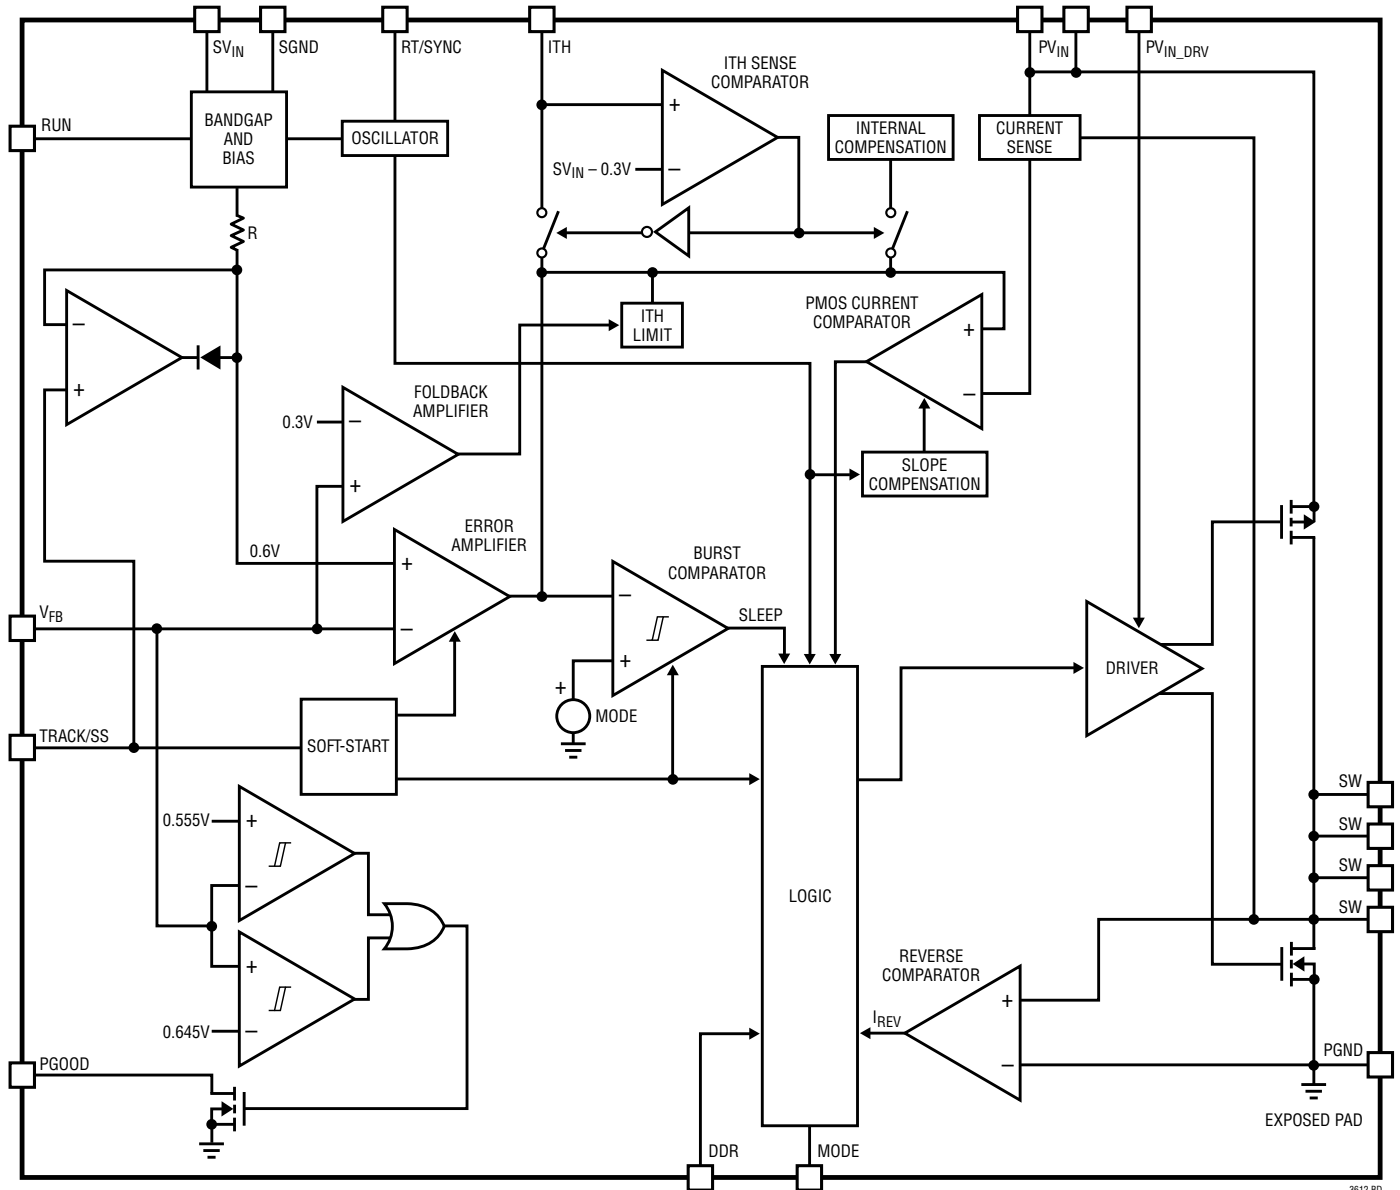 SVIN
SGND
RT/SYNC
ITH
PVIN
PVIN_DRV
ITH SENSE
COMPARATOR
RUN
BANDGAP
AND
BIAS
OSCILLATOR
+
INTERNAL
COMPENSATION
CURRENT
SENSE
SVIN – 0.3V
–
R
ITH
LIMIT
PMOS CURRENT
COMPARATOR
+
–
–
+
FOLDBACK
AMPLIFIER
0.3V
–
+
SLOPE
COMPENSATION
ERROR
AMPLIFIER
0.6V
+
–
BURST
COMPARATOR
–
+
SLEEP
VFB
DRIVER
+
MODE
TRACK/SS
SOFT-START
SW
SW
SW
SW
0.555V
+
–
LOGIC
+
0.645V
–
REVERSE
COMPARATOR
+
–
IREV
PGOOD
PGND
EXPOSED PAD
DDR
MODE
3612 BD